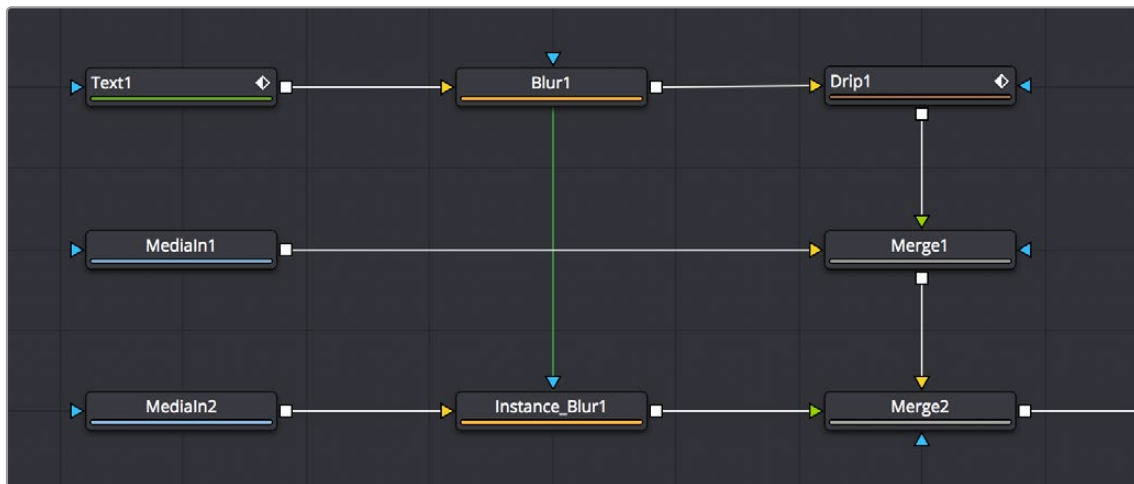 Text1
Blur1
Drip1
MediaIn1
Merge1
MediaIn2
Instance_Blur1
Merge2